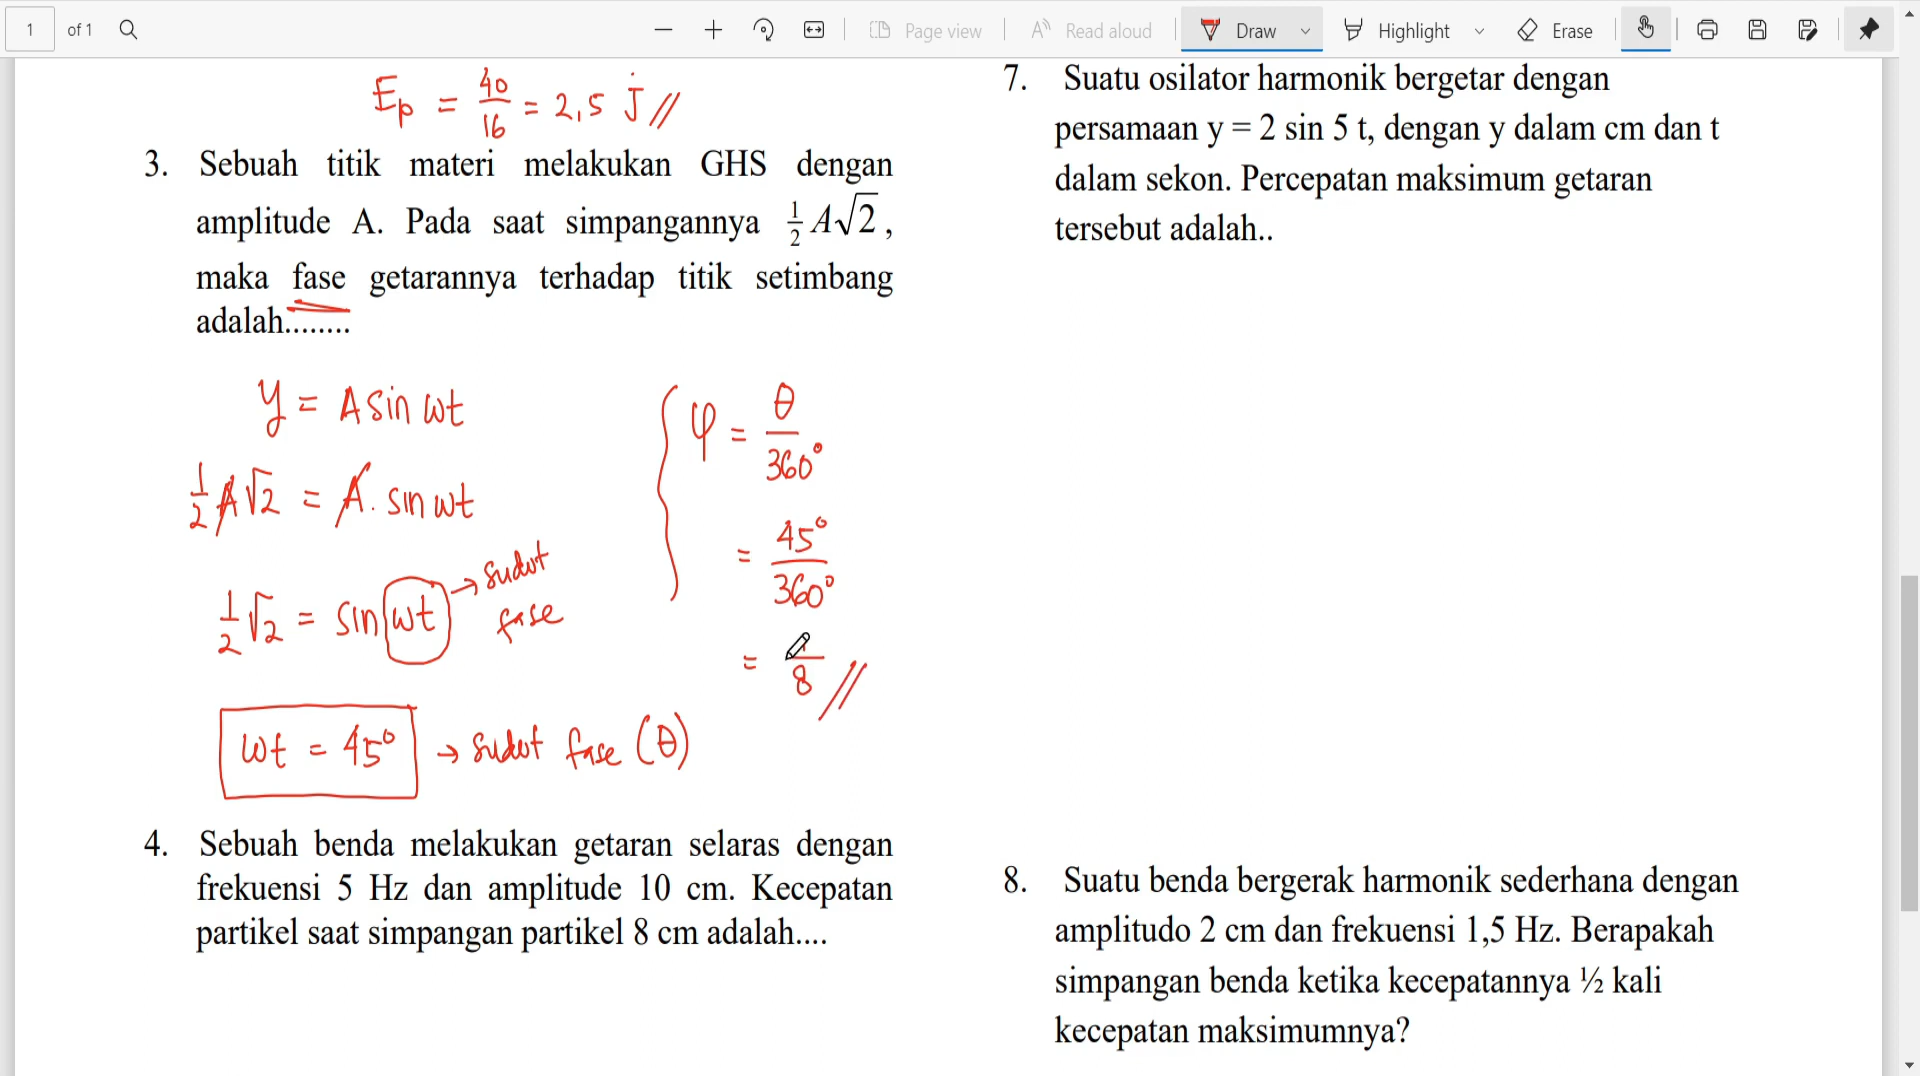 1 of 1 Page view Read aloud Draw Highlight Erase
Ep = 40/16 = 2,5 J //
3. Sebuah titik materi melakukan GHS dengan
amplitude A. Pada saat simpangannya ½ A√2,
maka fase getarannya terhadap titik setimbang
adalah........
y = A sin ωt
½ A√2 = A. sin ωt
½ √2 = sin ωt → sudut
fase
ωt = 45° → sudut fase (θ)
φ = θ/360°
= 45°/360°
= /8 //
4. Sebuah benda melakukan getaran selaras dengan
frekuensi 5 Hz dan amplitude 10 cm. Kecepatan
partikel saat simpangan partikel 8 cm adalah....
7. Suatu osilator harmonik bergetar dengan
persamaan y = 2 sin 5 t, dengan y dalam cm dan t
dalam sekon. Percepatan maksimum getaran
tersebut adalah..
8. Suatu benda bergerak harmonik sederhana dengan
amplitudo 2 cm dan frekuensi 1,5 Hz. Berapakah
simpangan benda ketika kecepatannya ½ kali
kecepatan maksimumnya?